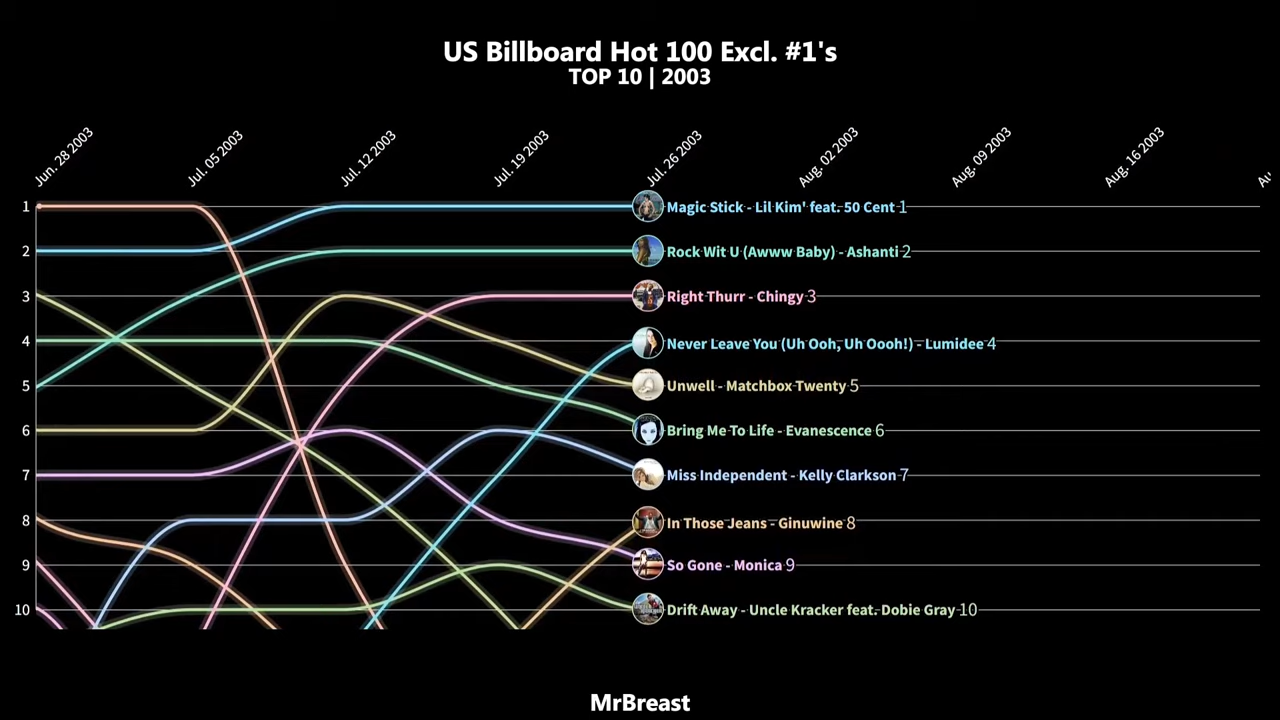 US Billboard Hot 100 Excl. #1's
TOP 10 | 2003
Jun. 28 2003
Jul. 05 2003
Jul. 12 2003
Jul. 19 2003
Jul. 26 2003
Aug. 02 2003
Aug. 09 2003
Aug. 16 2003
1 Magic Stick - Lil Kim' feat. 50 Cent 1
2 Rock Wit U (Awww Baby) - Ashanti 2
3 Right Thurr - Chingy 3
4 Never Leave You (Uh Ooh, Uh Oooh!) - Lumidee 4
5 Unwell - Matchbox Twenty 5
6 Bring Me To Life - Evanescence 6
7 Miss Independent - Kelly Clarkson 7
8 In Those Jeans - Ginuwine 8
9 So Gone - Monica 9
10 Drift Away - Uncle Kracker feat. Dobie Gray 10
MrBreast